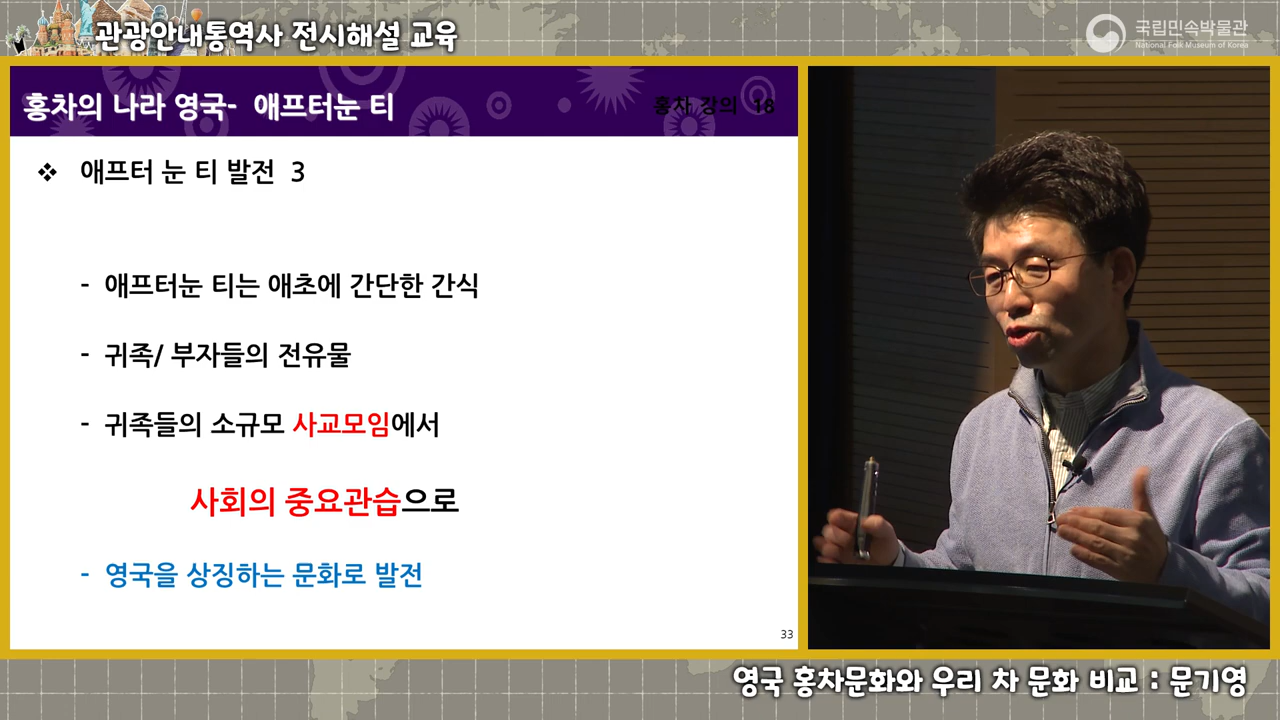 관광안내통역사 전시해설 교육
국립민속박물관
National Folk Museum of Korea
홍차의 나라 영국- 애프터눈 티
홍차 강의 18
❖ 애프터 눈 티 발전 3
- 애프터눈 티는 애초에 간단한 간식
- 귀족/ 부자들의 전유물
- 귀족들의 소규모 사교모임에서
사회의 중요관습으로
- 영국을 상징하는 문화로 발전
33
영국 홍차문화와 우리 차 문화 비교 : 문기영